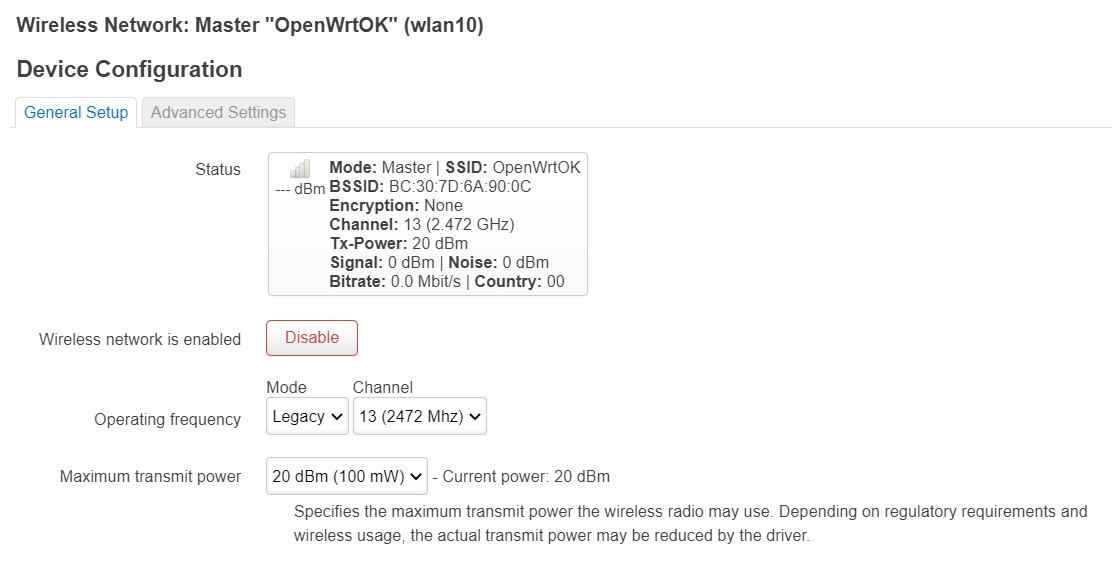 Wireless Network: Master "OpenWrtOK" (wlan10)
Device Configuration
General Setup Advanced Settings
Status
--- dBm
Mode: Master | SSID: OpenWrtOK
BSSID: BC:30:7D:6A:90:0C
Encryption: None
Channel: 13 (2.472 GHz)
Tx-Power: 20 dBm
Signal: 0 dBm | Noise: 0 dBm
Bitrate: 0.0 Mbit/s | Country: 00
Wireless network is enabled Disable
Mode Channel
Operating frequency Legacy 13 (2472 Mhz)
Maximum transmit power 20 dBm (100 mW) - Current power: 20 dBm
Specifies the maximum transmit power the wireless radio may use. Depending on regulatory requirements and
wireless usage, the actual transmit power may be reduced by the driver.